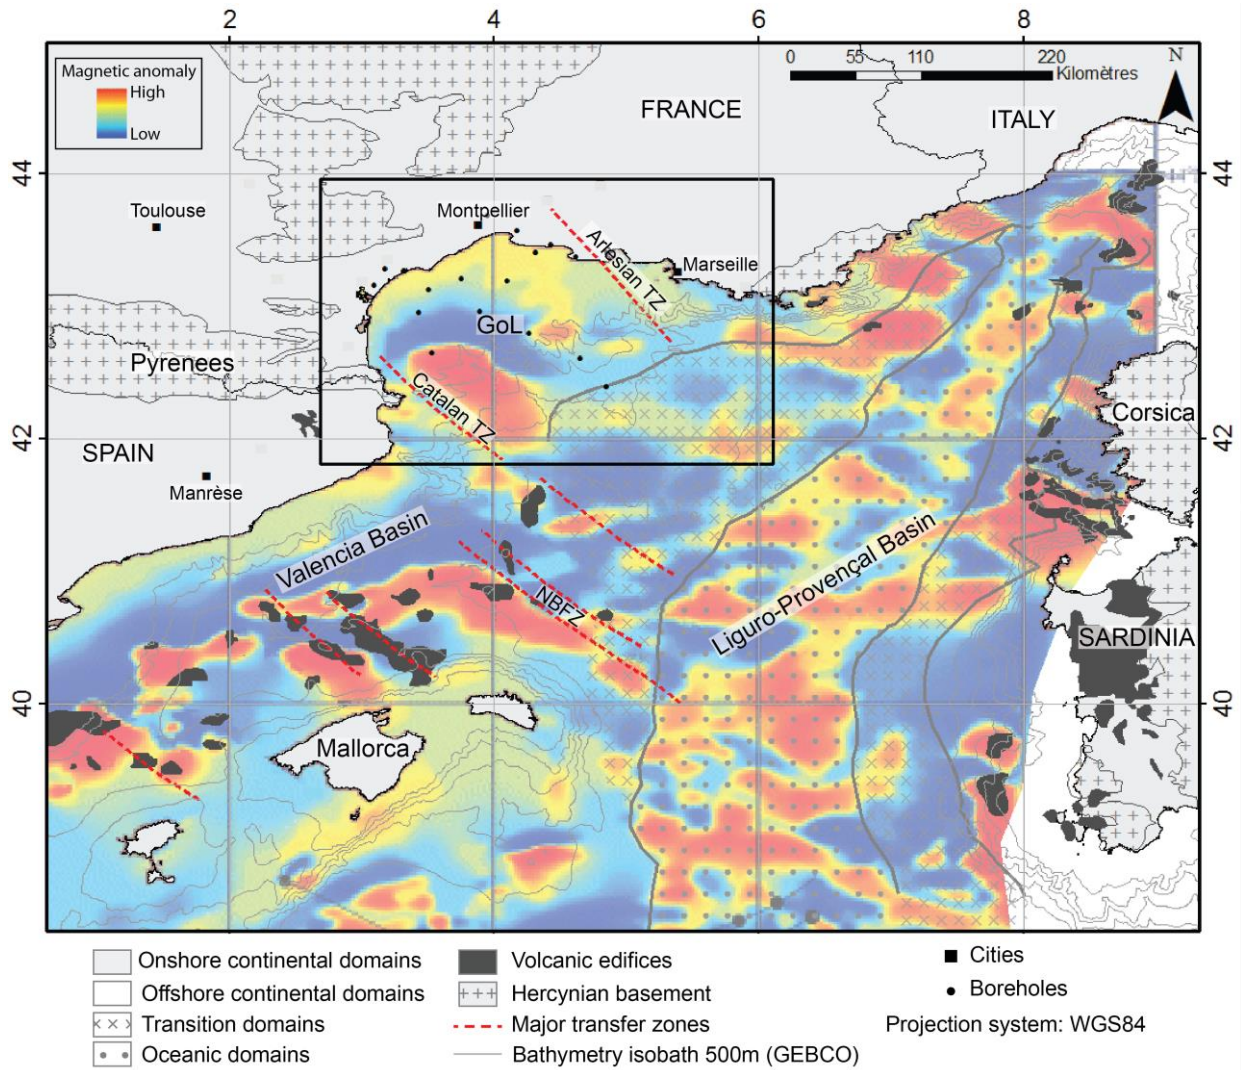 2 4 6 8
Magnetic anomaly
High
Low
0 55 110 220
Kilomètres
N
FRANCE
ITALY
44 44
Toulouse
Montpellier
Arlesian TZ
Marseille
GoL
Pyrenees
Catalan TZ
Corsica
42 42
SPAIN
Manrèse
Valencia Basin
NBFZ
Liguro-Provençal Basin
SARDINIA
40 40
Mallorca
Onshore continental domains
Offshore continental domains
Transition domains
Oceanic domains
Volcanic edifices
Hercynian basement
Major transfer zones
Bathymetry isobath 500m (GEBCO)
Cities
Boreholes
Projection system: WGS84